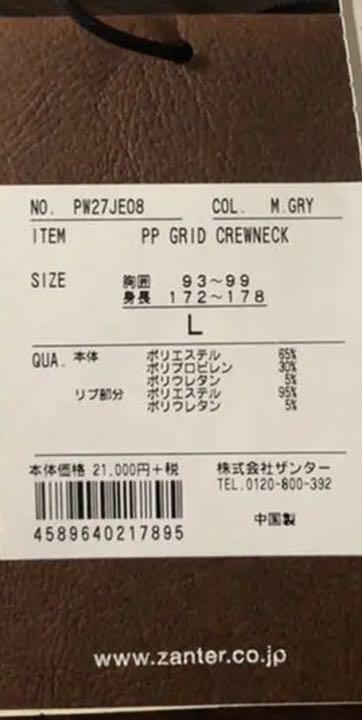 NO. PW27JE08 COL. M.GRY
ITEM PP GRID CREWNECK
SIZE 胸囲 93～99
身長 172～178
L
QUA. 本体 ポリエステル 65%
ポリプロピレン 30%
ポリウレタン 5%
リブ部分 ポリエステル 95%
ポリウレタン 5%
本体価格 21,000円+税 株式会社ザンター
TEL.0120-800-392
4589640217895 中国製
www.zanter.co.jp